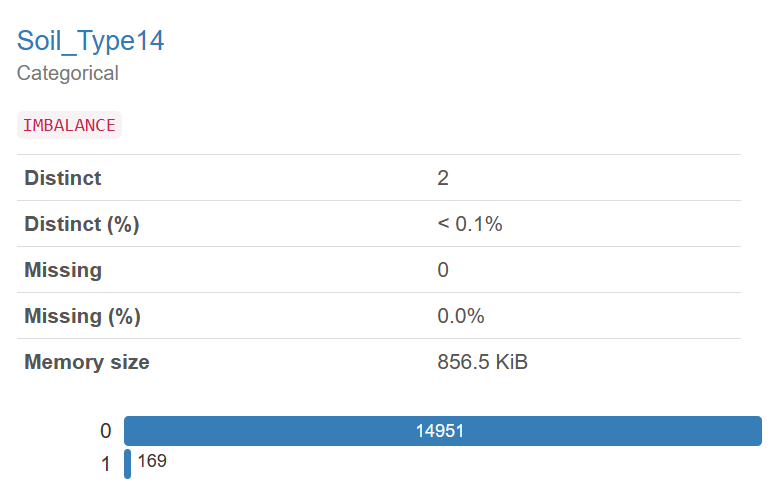 Soil_Type14
Categorical
IMBALANCE
Distinct 2
Distinct (%) < 0.1%
Missing 0
Missing (%) 0.0%
Memory size 856.5 KiB
0 14951
1 169